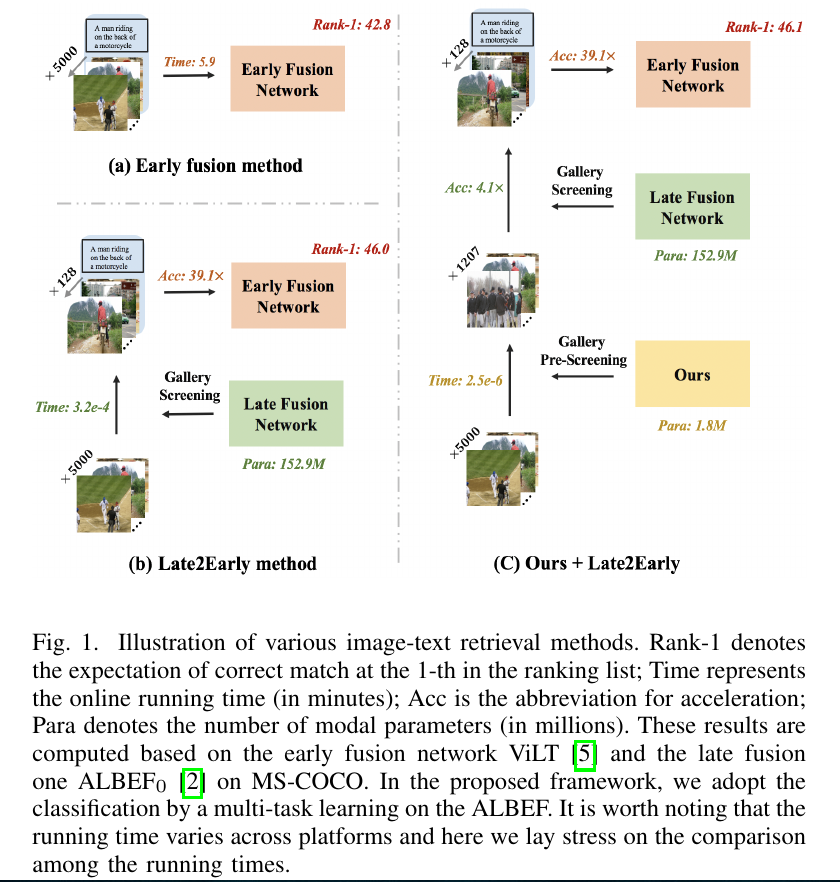 A man riding
on the back of
a motorcycle
×5000
Rank-1: 42.8
Time: 5.9
Early Fusion
Network
(a) Early fusion method
A man riding
on the back of
a motorcycle
×128
Rank-1: 46.0
Acc: 39.1×
Early Fusion
Network
Time: 3.2e-4
Gallery
Screening
Late Fusion
Network
Para: 152.9M
×5000
(b) Late2Early method
A man riding
on the back of
a motorcycle
×128
Rank-1: 46.1
Acc: 39.1×
Early Fusion
Network
Acc: 4.1×
Gallery
Screening
Late Fusion
Network
Para: 152.9M
×1207
Time: 2.5e-6
Gallery
Pre-Screening
Ours
Para: 1.8M
×5000
(C) Ours + Late2Early
Fig. 1. Illustration of various image-text retrieval methods. Rank-1 denotes
the expectation of correct match at the 1-th in the ranking list; Time represents
the online running time (in minutes); Acc is the abbreviation for acceleration;
Para denotes the number of modal parameters (in millions). These results are
computed based on the early fusion network ViLT [5] and the late fusion
one ALBEF₀ [2] on MS-COCO. In the proposed framework, we adopt the
classification by a multi-task learning on the ALBEF. It is worth noting that the
running time varies across platforms and here we lay stress on the comparison
among the running times.